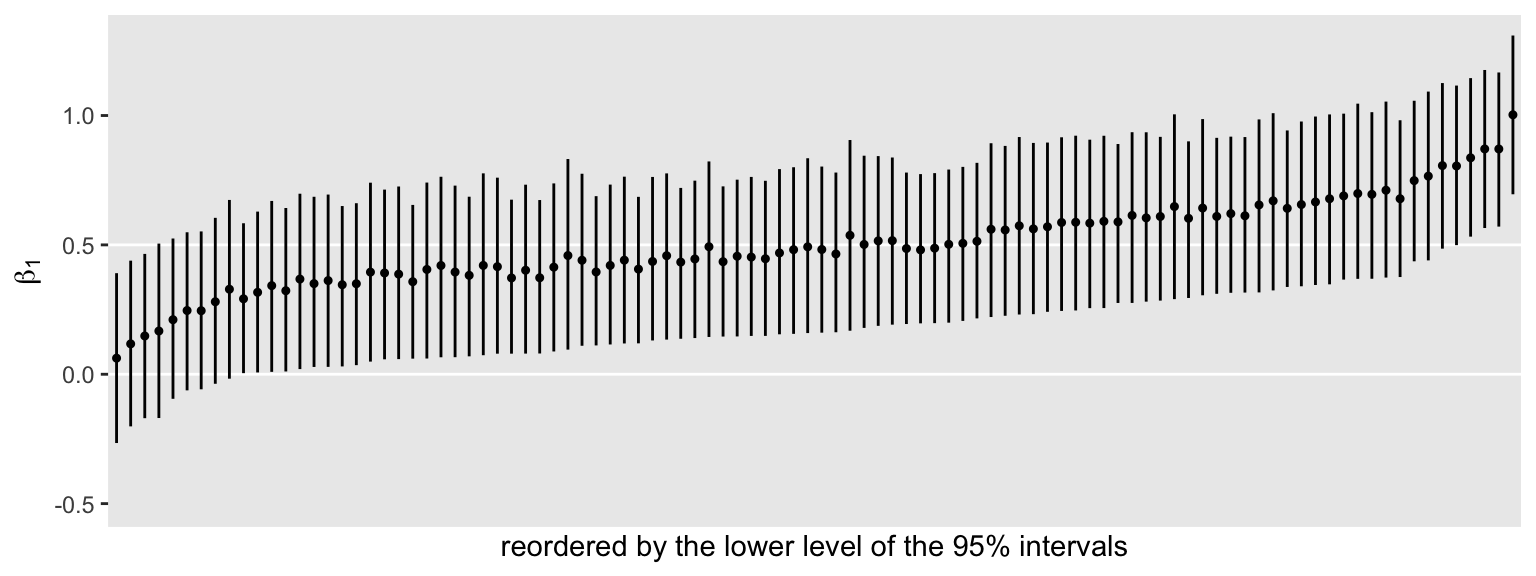 1.0
0.5
β1
0.0
-0.5
reordered by the lower level of the 95% intervals